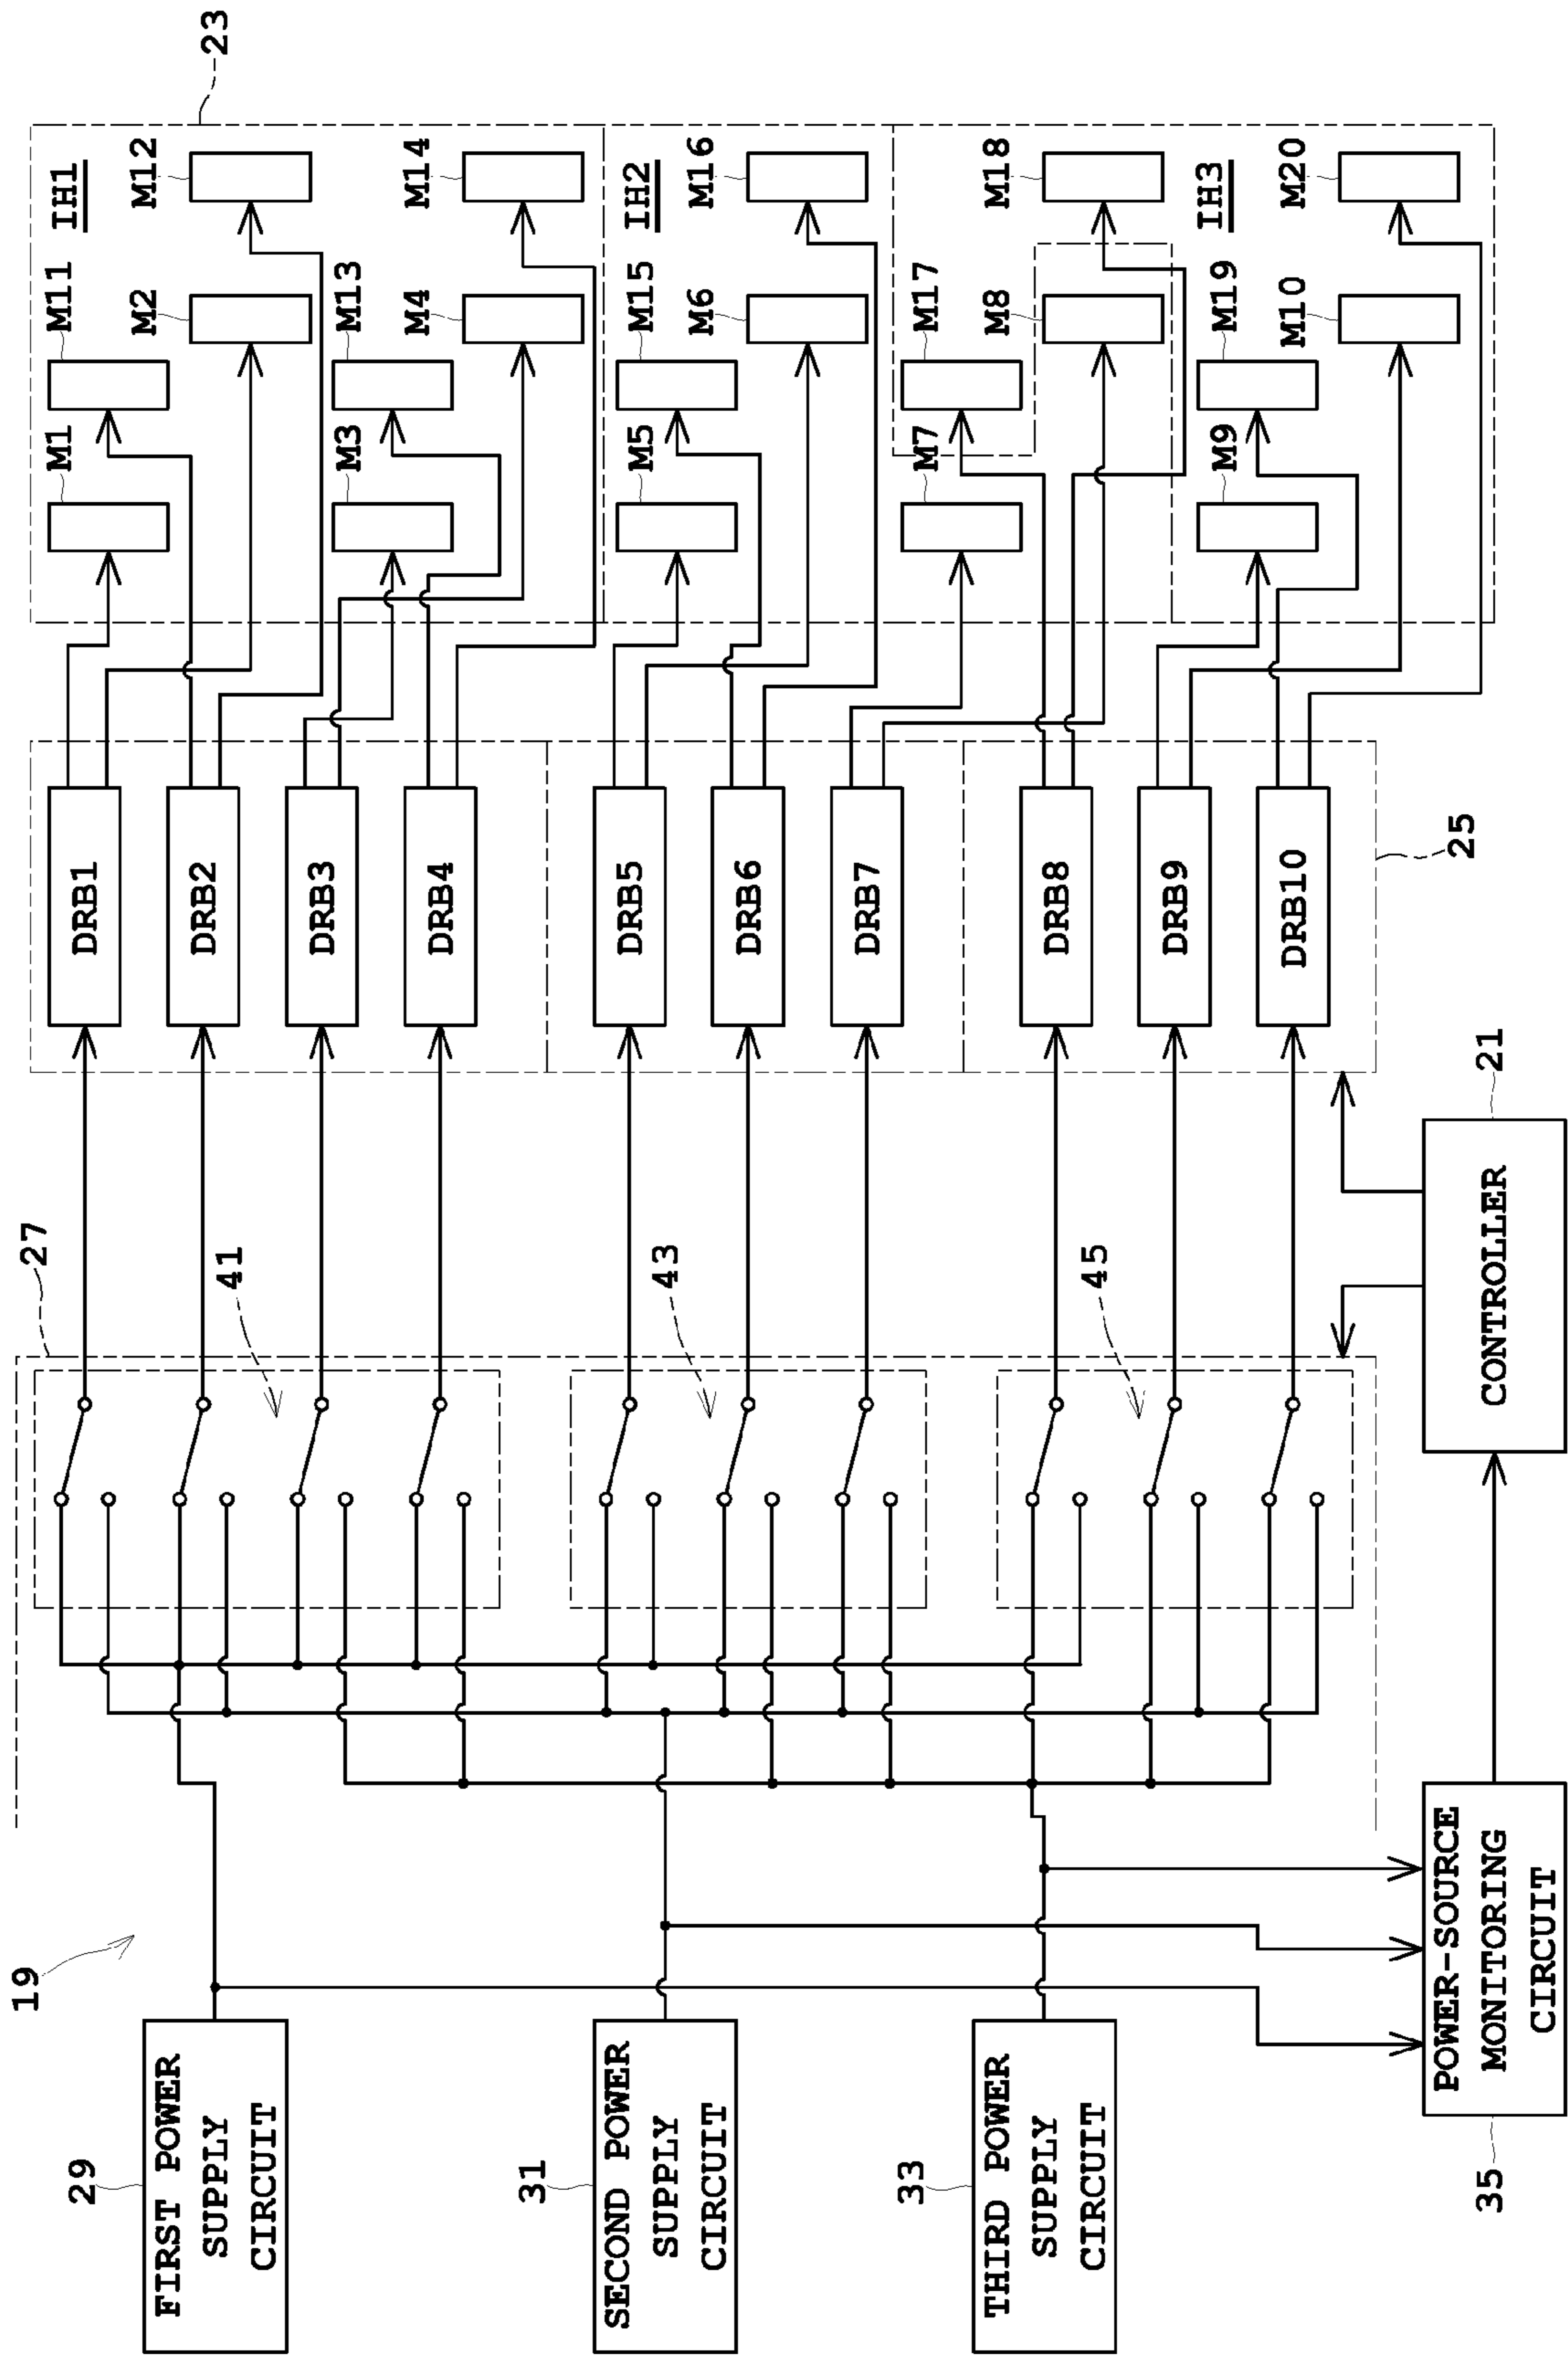 23
IH1
M12
M14
IH2
M16
M18
IH3
M20
M11
M2
M13
M4
M15
M6
M17
M8
M19
M10
M1
M3
M5
M7
M9
DRB1
DRB2
DRB3
DRB4
DRB5
DRB6
DRB7
DRB8
DRB9
DRB10
25
27
41
43
45
21
CONTROLLER
19
29
FIRST POWER
SUPPLY
CIRCUIT
31
SECOND POWER
SUPPLY
CIRCUIT
33
THIRD POWER
SUPPLY
CIRCUIT
POWER-SOURCE
MONITORING
CIRCUIT
35